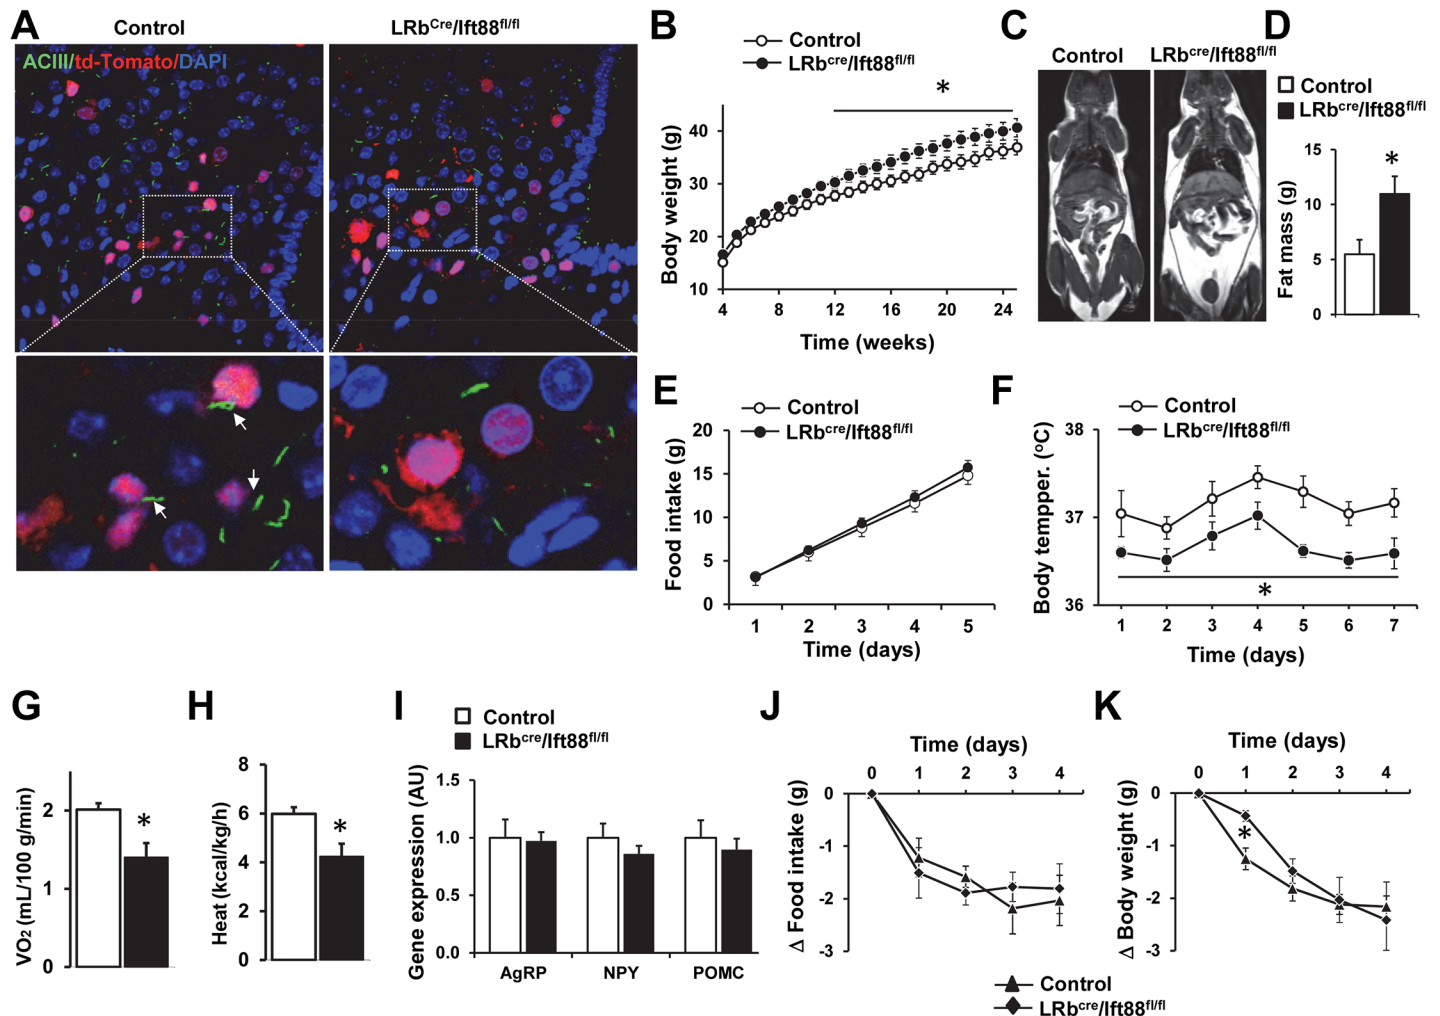 A
Control
LRbCre/Ift88fl/fl
ACIII/td-Tomato/DAPI
B
Control
LRbcre/Ift88fl/fl
*
Body weight (g)
40
30
20
10
4
8
12
16
20
24
Time (weeks)
C
Control
LRbcre/Ift88fl/fl
D
Control
LRbcre/Ift88fl/fl
Fat mass (g)
15
10
5
0
*
E
Control
LRbcre/Ift88fl/fl
Food intake (g)
20
15
10
5
0
1
2
3
4
5
Time (days)
F
Control
LRbcre/Ift88fl/fl
Body temper. (oC)
38
37
36
*
1
2
3
4
5
6
7
Time (days)
G
VO2 (mL/100 g/min)
2
1
0
*
H
Heat (kcal/kg/h)
8
6
4
2
0
*
I
Control
LRbcre/Ift88fl/fl
Gene expression (AU)
1.5
1.0
0.5
0.0
AgRP
NPY
POMC
J
Time (days)
0
1
2
3
4
Δ Food intake (g)
0
-1
-2
-3
K
Time (days)
0
1
2
3
4
Δ Body weight (g)
0
-1
-2
-3
*
Control
LRbcre/Ift88fl/fl